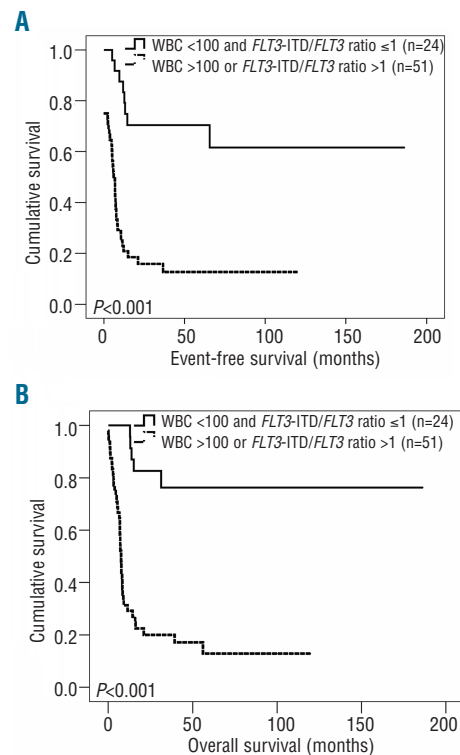 A
WBC <100 and FLT3-ITD/FLT3 ratio ≤1 (n=24)
WBC >100 or FLT3-ITD/FLT3 ratio >1 (n=51)
Cumulative survival
1.0
0.8
0.6
0.4
0.2
0.0
P<0.001
0 50 100 150 200
Event-free survival (months)
B
WBC <100 and FLT3-ITD/FLT3 ratio ≤1 (n=24)
WBC >100 or FLT3-ITD/FLT3 ratio >1 (n=51)
Cumulative survival
1.0
0.8
0.6
0.4
0.2
0.0
P<0.001
0 50 100 150 200
Overall survival (months)